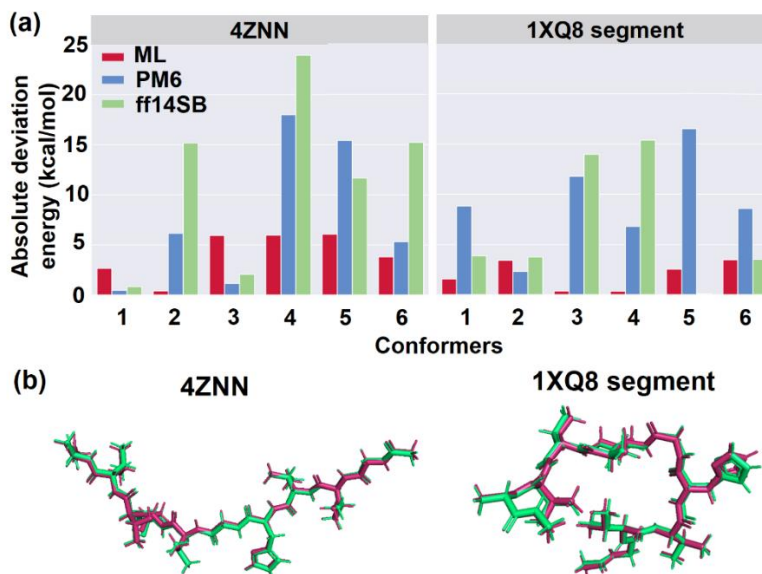 (a)
4ZNN
1XQ8 segment
ML
PM6
ff14SB
Absolute deviation
energy (kcal/mol)
25
20
15
10
5
0
1 2 3 4 5 6
1 2 3 4 5 6
Conformers
(b)
4ZNN
1XQ8 segment